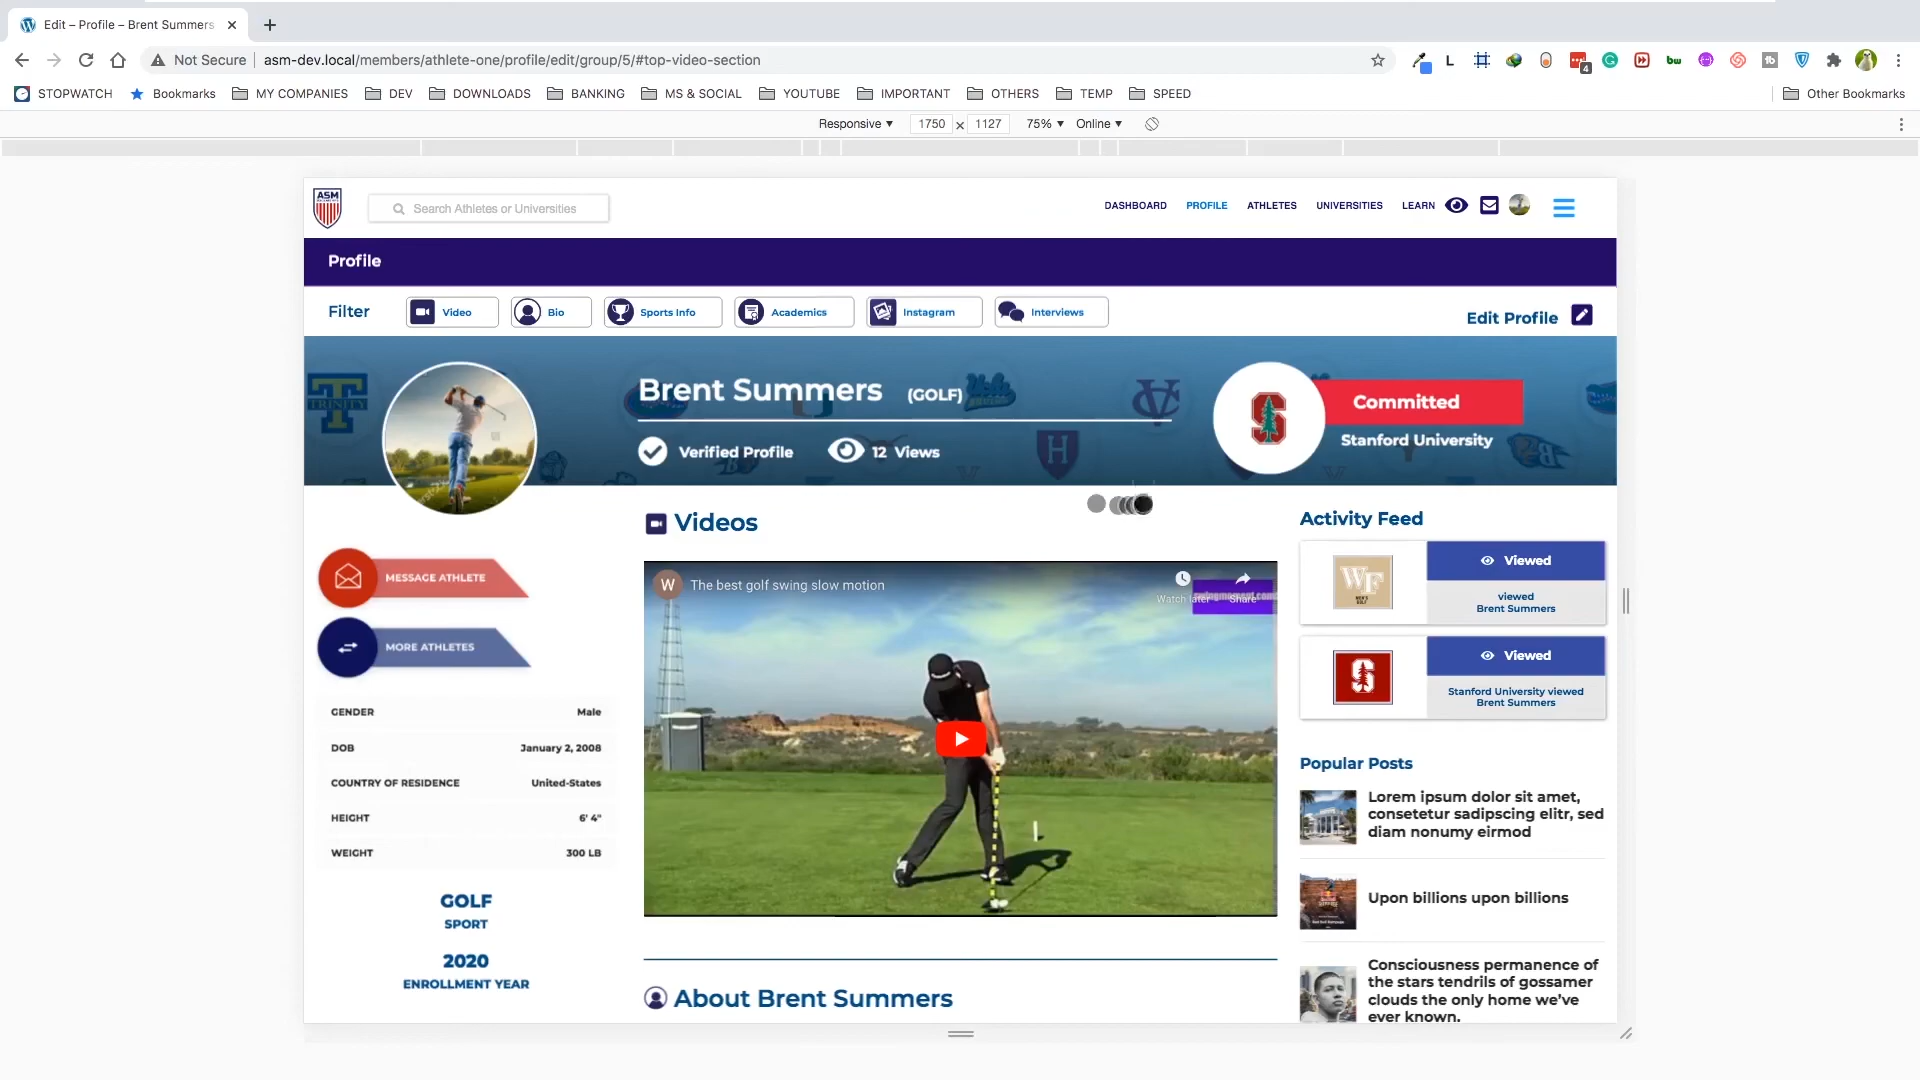 Edit – Profile – Brent Summers
Not Secure
asm-dev.local/members/athlete-one/profile/edit/group/5/#top-video-section
L
4
bw
STOPWATCH
Bookmarks
MY COMPANIES
DEV
DOWNLOADS
BANKING
MS & SOCIAL
YOUTUBE
IMPORTANT
OTHERS
TEMP
SPEED
Other Bookmarks
Responsive
1750 x 1127
75%
Online
ASM
Search Athletes or Universities
DASHBOARD
PROFILE
ATHLETES
UNIVERSITIES
LEARN
Profile
Filter
Video
Bio
Sports Info
Academics
Instagram
Interviews
Edit Profile
T
TRINITY
Brent Summers (GOLF)
VC
S
Committed
Stanford University
Verified Profile
12 Views
H
Videos
W
The best golf swing slow motion
Watch later
Share
MESSAGE ATHLETE
MORE ATHLETES
GENDER Male
DOB January 2, 2008
COUNTRY OF RESIDENCE United-States
HEIGHT 6' 4"
WEIGHT 300 LB
GOLF
SPORT
2020
ENROLLMENT YEAR
About Brent Summers
Activity Feed
WF
Viewed
viewed
Brent Summers
S
Viewed
Stanford University viewed
Brent Summers
Popular Posts
Lorem ipsum dolor sit amet,
consetetur sadipscing elitr, sed
diam nonumy eirmod
Upon billions upon billions
Consciousness permanence of
the stars tendrils of gossamer
clouds the only home we've
ever known.